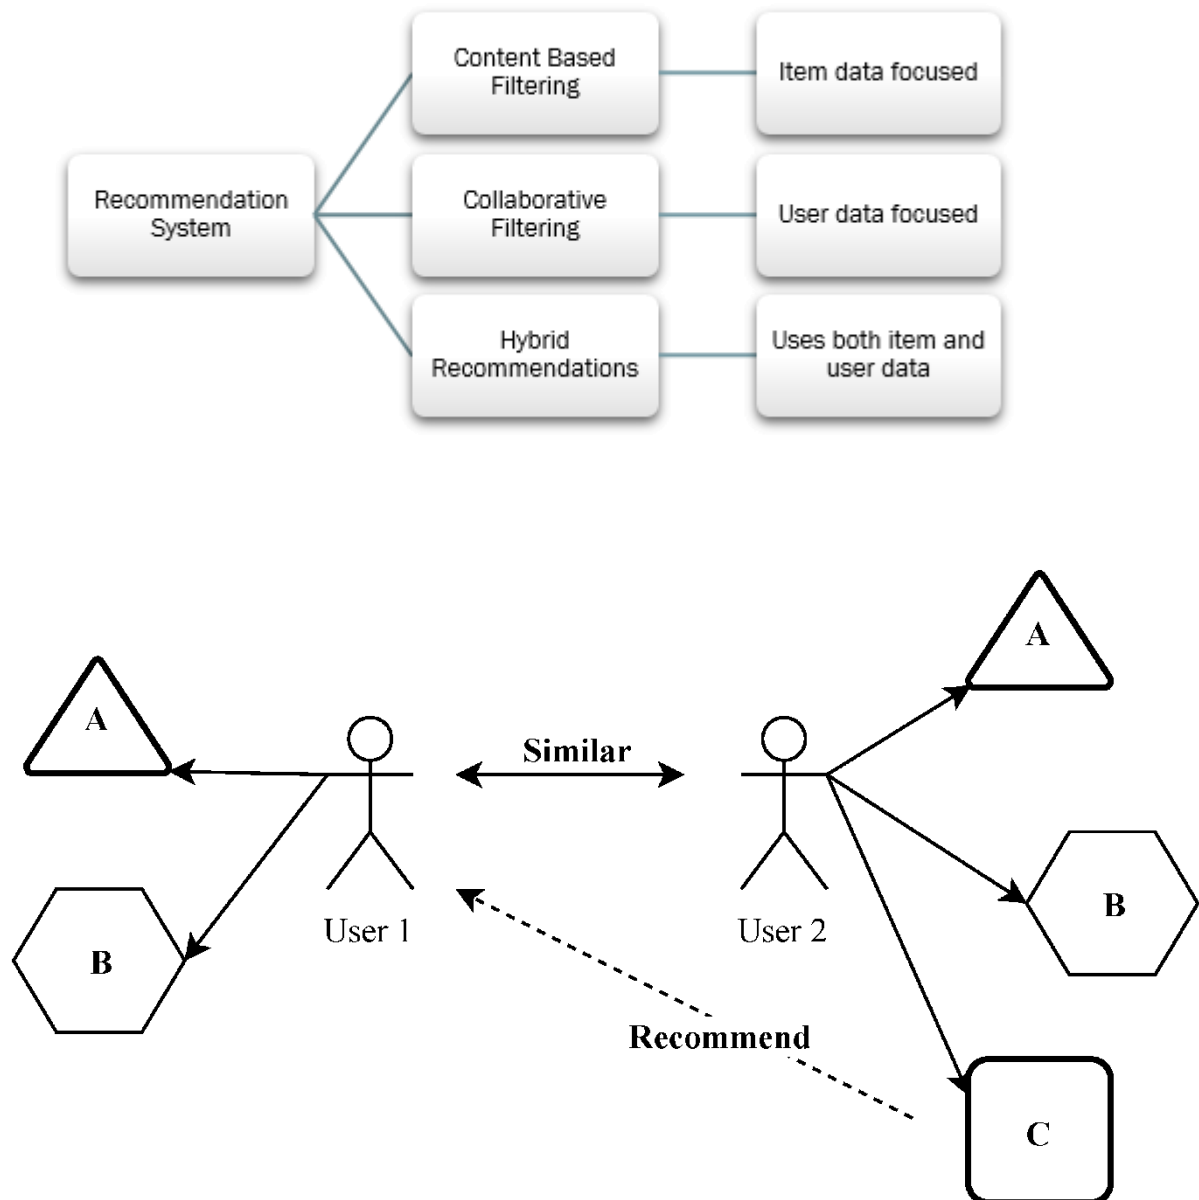 Content Based
Filtering
Item data focused
Recommendation
System
Collaborative
Filtering
User data focused
Hybrid
Recommendations
Uses both item and
user data
A
A
Similar
B
B
User 1
User 2
Recommend
C